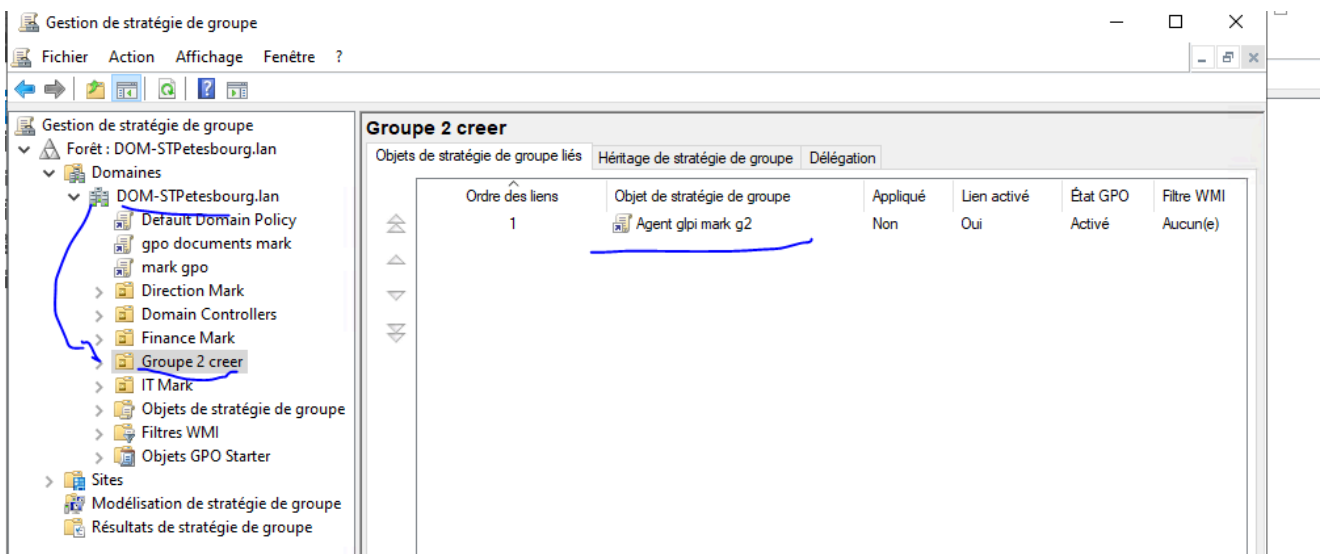 Gestion de stratégie de groupe
Fichier Action Affichage Fenêtre ?
Gestion de stratégie de groupe
Forêt : DOM-STPetesbourg.lan
Domaines
DOM-STPetesbourg.lan
Default Domain Policy
gpo documents mark
mark gpo
Direction Mark
Domain Controllers
Finance Mark
Groupe 2 creer
IT Mark
Objets de stratégie de groupe
Filtres WMI
Objets GPO Starter
Sites
Modélisation de stratégie de groupe
Résultats de stratégie de groupe
Groupe 2 creer
Objets de stratégie de groupe liés Héritage de stratégie de groupe Délégation
Ordre des liens Objet de stratégie de groupe Appliqué Lien activé État GPO Filtre WMI
1 Agent glpi mark g2 Non Oui Activé Aucun(e)